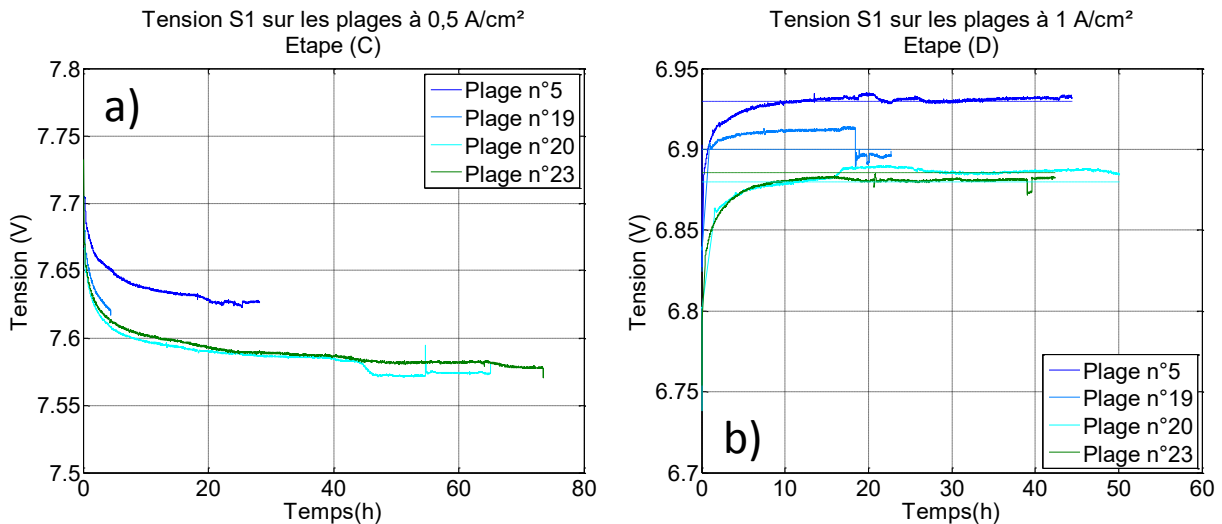 Tension S1 sur les plages à 0,5 A/cm²
Etape (C)
7.8
7.75
7.7
7.65
7.6
7.55
7.5
Tension (V)
a)
Plage n°5
Plage n°19
Plage n°20
Plage n°23
0
20
40
60
80
Temps(h)
Tension S1 sur les plages à 1 A/cm²
Etape (D)
6.95
6.9
6.85
6.8
6.75
6.7
Tension (V)
b)
Plage n°5
Plage n°19
Plage n°20
Plage n°23
0
10
20
30
40
50
60
Temps(h)